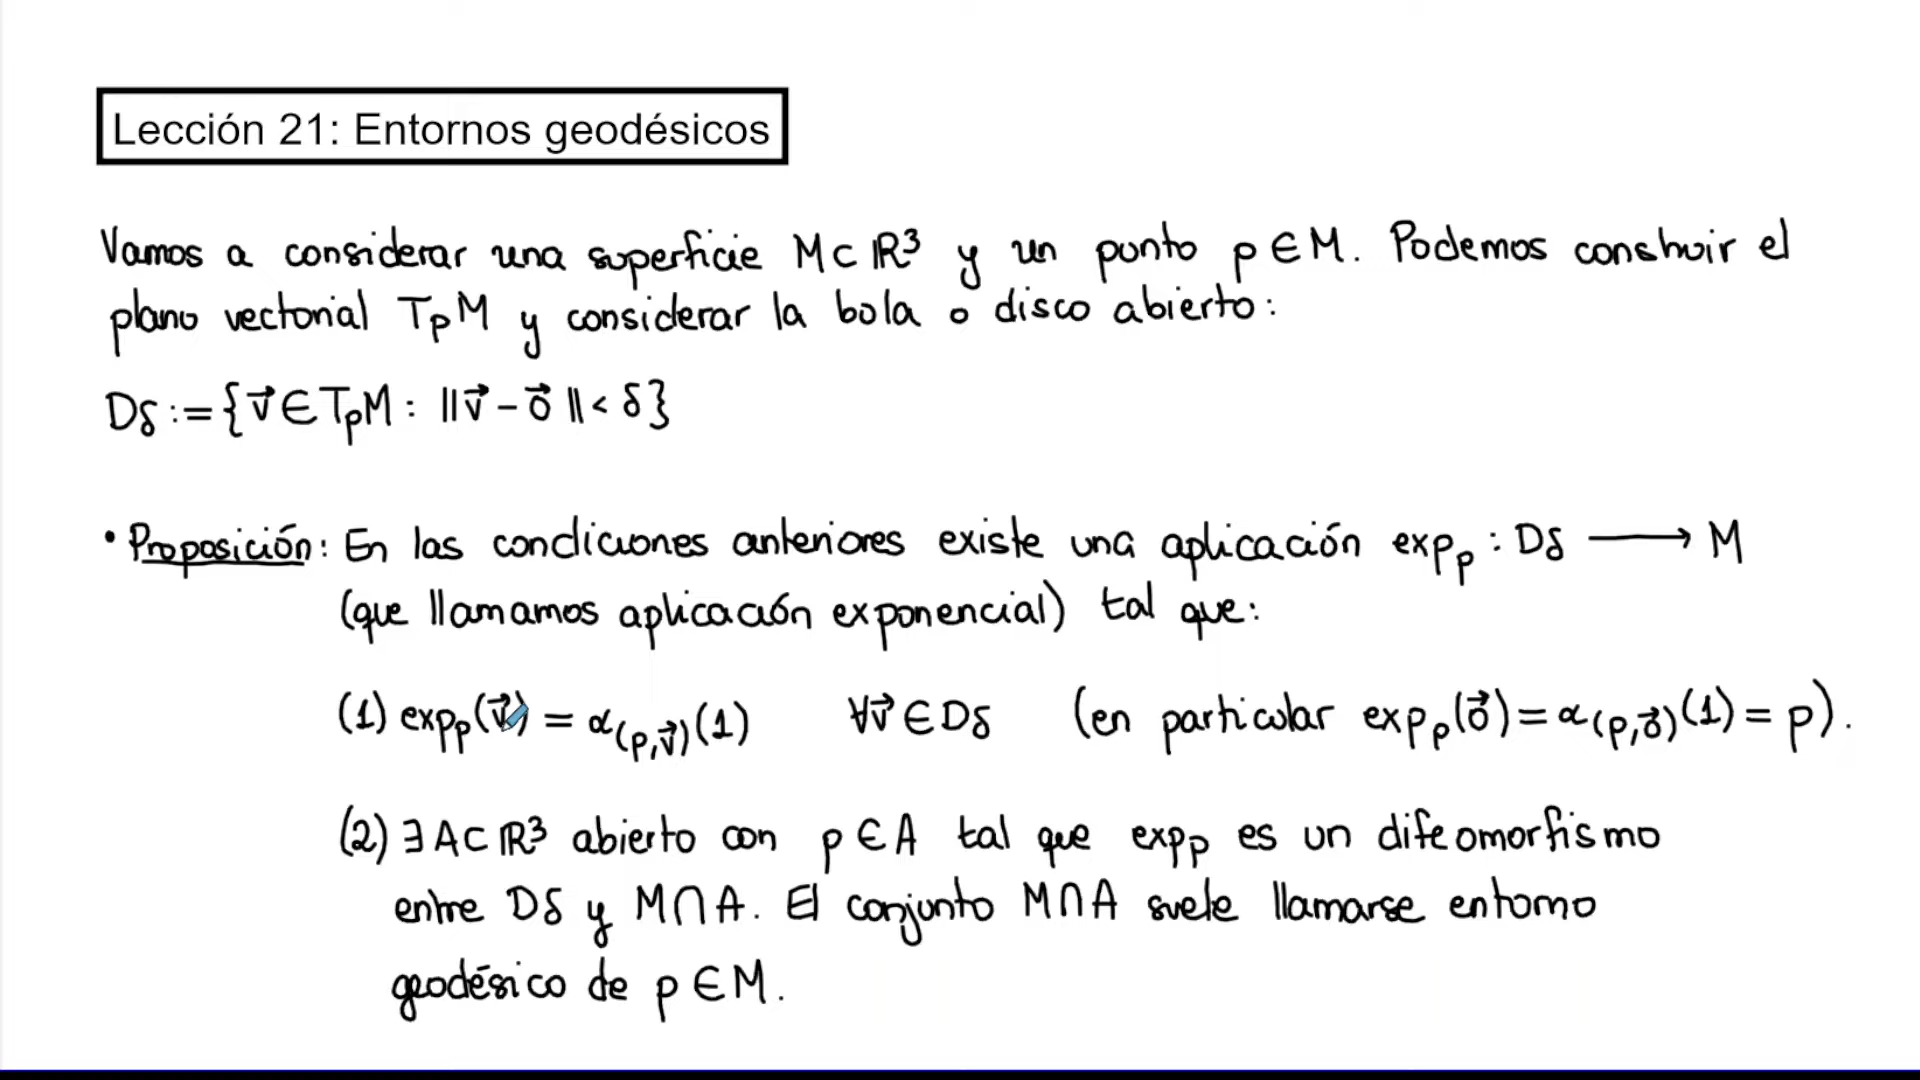 Lección 21: Entornos geodésicos
Vamos a considerar una superficie M⊂ℝ³ y un punto p∈M. Podemos construir el
plano vectorial TₚM y considerar la bola o disco abierto:
Dδ := {v⃗∈TₚM : ‖v⃗ - o⃗‖ < δ}
• Proposición: En las condiciones anteriores existe una aplicación expₚ : Dδ ⟶ M
(que llamamos aplicación exponencial) tal que:
(1) expₚ(v⃗) = α₍ₚ,ᵥ⃗₎(1) ∀v⃗∈Dδ (en particular expₚ(o⃗) = α₍ₚ,ₒ⃗₎(1) = p).
(2) ∃A⊂ℝ³ abierto con p∈A tal que expₚ es un difeomorfismo
entre Dδ y M∩A. El conjunto M∩A suele llamarse entorno
geodésico de p∈M.